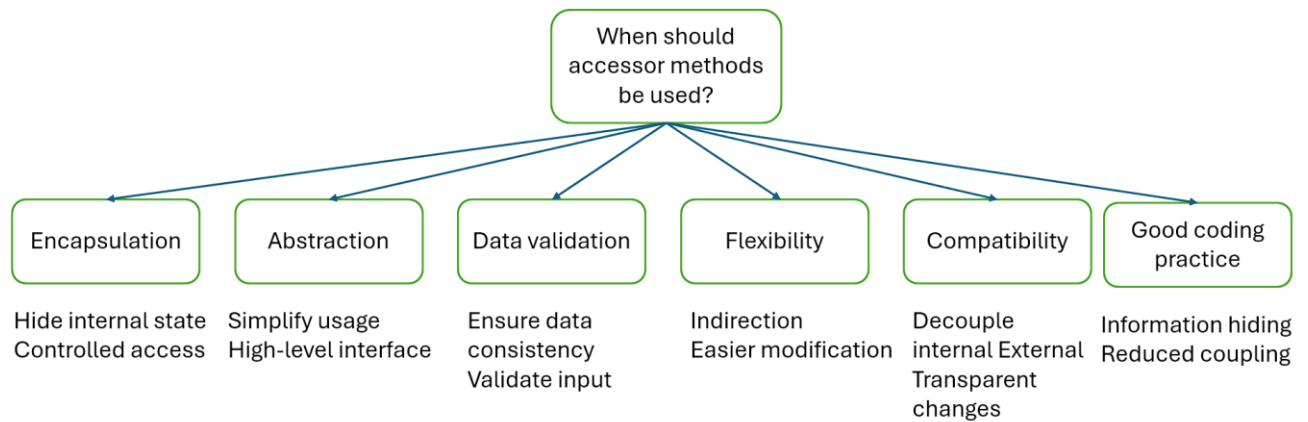 When should
accessor methods
be used?
Encapsulation
Abstraction
Data validation
Flexibility
Compatibility
Good coding
practice
Hide internal state
Controlled access
Simplify usage
High-level interface
Ensure data
consistency
Validate input
Indirection
Easier modification
Decouple
internal External
Transparent
changes
Information hiding
Reduced coupling